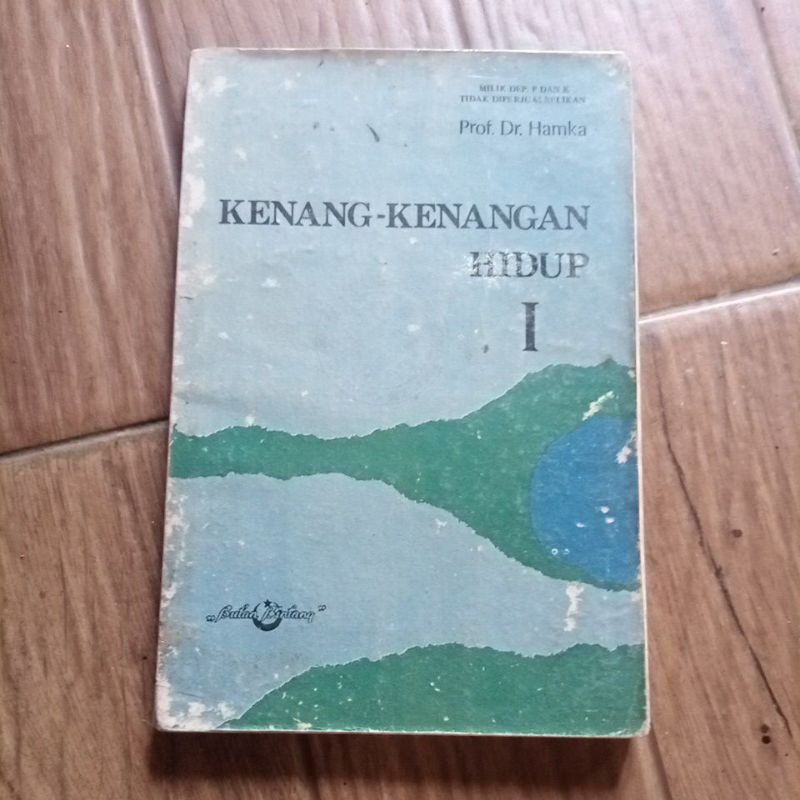 MILIK DEP. P DAN K
TIDAK DIPERJUALBELIKAN
Prof. Dr. Hamka
KENANG-KENANGAN
HIDUP
I
„Bulan Bintang"